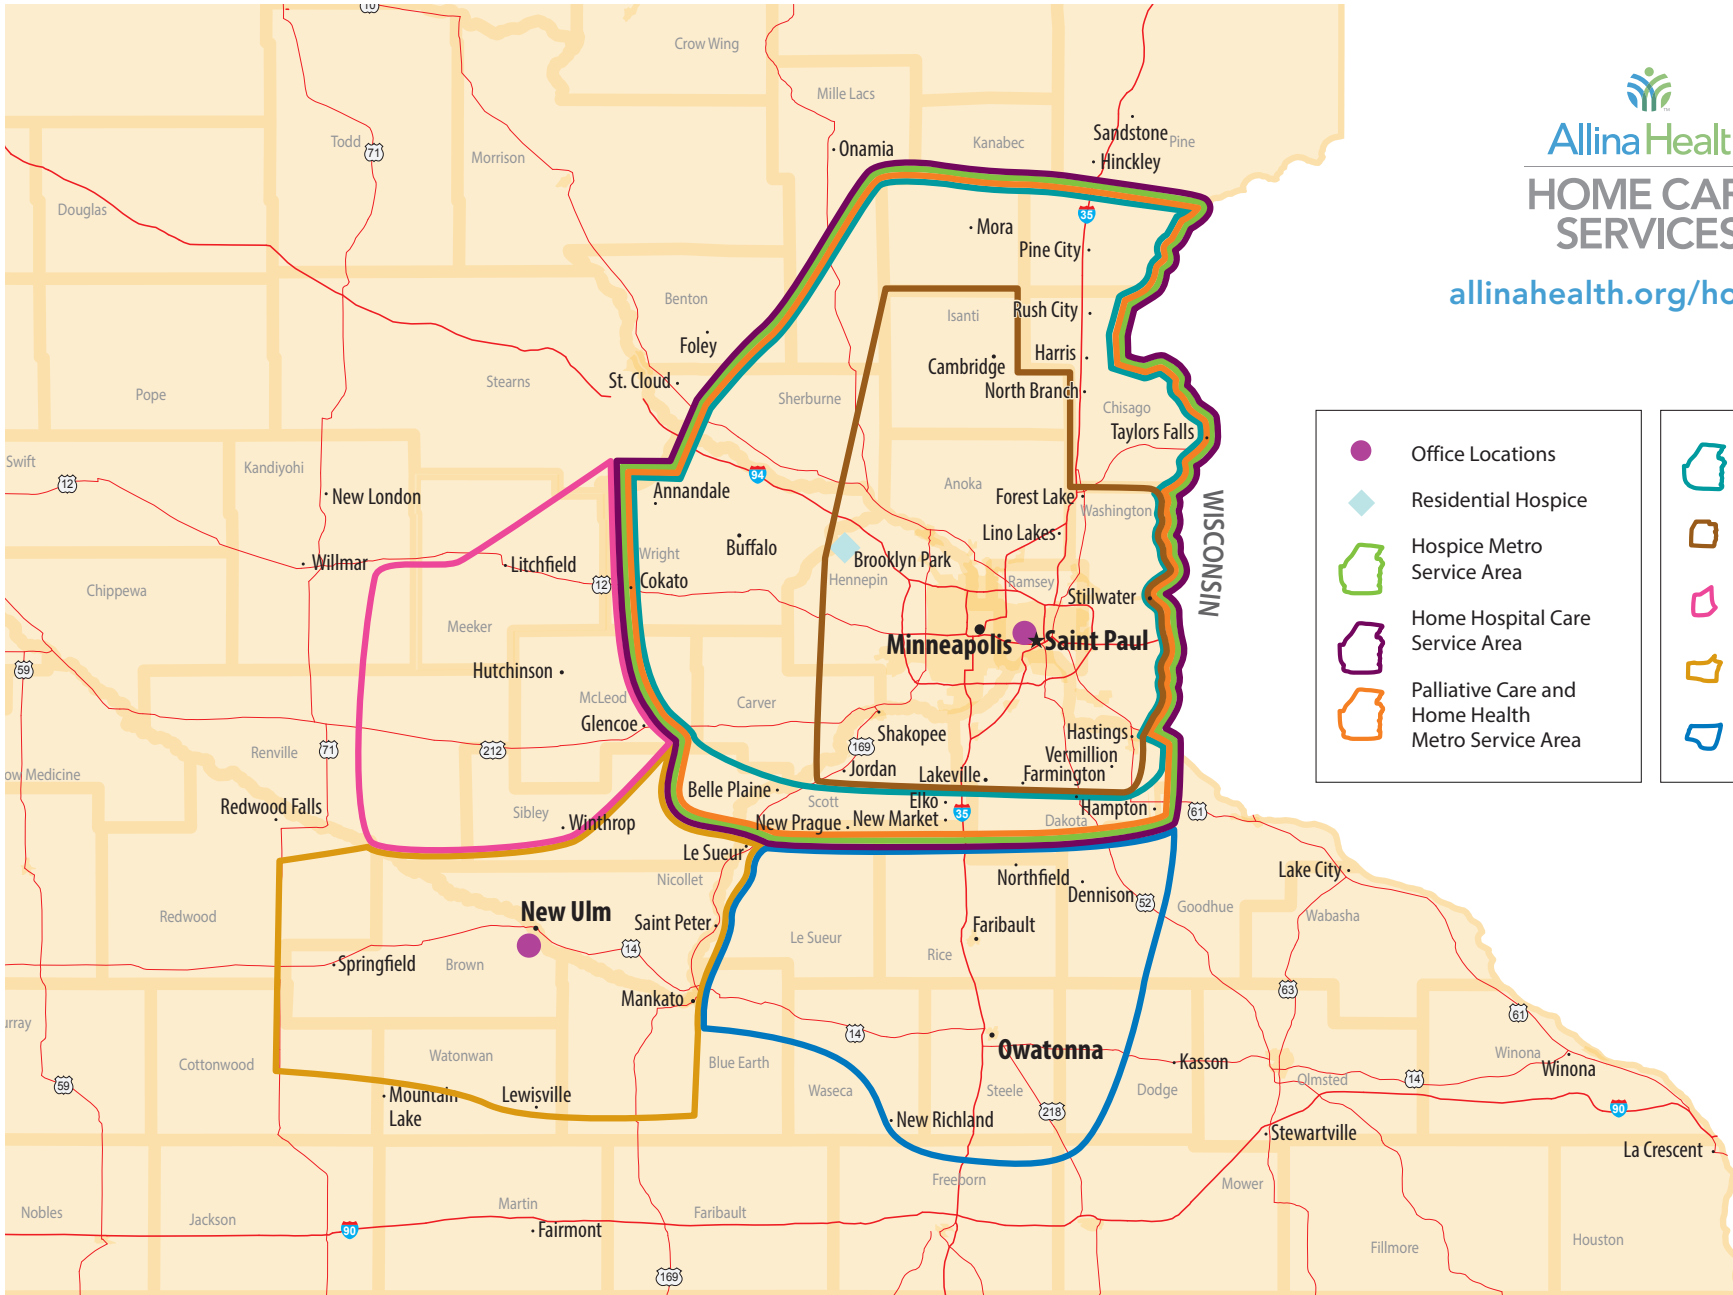 10
Crow Wing
Mille Lacs
Todd
71
Morrison
Onamia
Kanabec
Sandstone
Pine
Hinckley
Douglas
35
Mora
Pine City
Benton
Isanti
Rush City
Foley
Harris
Cambridge
St. Cloud
Stearns
Pope
Sherburne
North Branch
Chisago
Taylors Falls
Swift
Kandiyohi
12
94
New London
Annandale
Anoka
Forest Lake
Washington
WISCONSIN
Lino Lakes
Buffalo
Wright
Willmar
Litchfield
Brooklyn Park
Hennepin
Ramsey
12
Cokato
Chippewa
Stillwater
Meeker
Minneapolis
Saint Paul
59
Hutchinson
McLeod
Carver
Glencoe
Shakopee
Hastings
Renville
71
212
169
Vermillion
ow Medicine
Jordan
Lakeville
Farmington
Belle Plaine
Redwood Falls
Sibley
Scott
Elko
Hampton
Winthrop
New Prague
New Market
35
Dakota
61
Le Sueur
Nicollet
Northfield
Dennison
Lake City
52
Goodhue
Redwood
New Ulm
Saint Peter
Faribault
Wabasha
Le Sueur
14
Rice
Springfield
Brown
Mankato
63
61
urray
14
Owatonna
Watonwan
Cottonwood
Blue Earth
Kasson
Winona
Winona
59
Mountain
Lake
Lewisville
Waseca
Steele
Dodge
Olmsted
14
218
New Richland
90
Stewartville
La Crescent
Freeborn
Mower
Nobles
Jackson
Martin
Faribault
90
Fairmont
Fillmore
Houston
169
Allina Healt
HOME CAR
SERVICES
allinahealth.org/ho
Office Locations
Residential Hospice
Hospice Metro
Service Area
Home Hospital Care
Service Area
Palliative Care and
Home Health
Metro Service Area